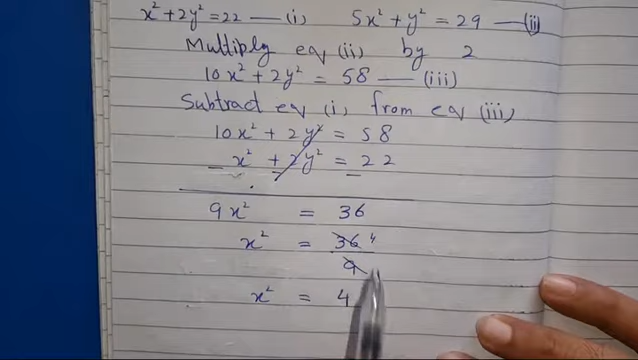 x² + 2y² = 22 — (i) 5x² + y² = 29 — (ii)
Multiply eq (ii) by 2
10x² + 2y² = 58 — (iii)
Subtract eq (i) from eq (iii)
10x² + 2y² = 58
- x² + 2y² = 22
- -
9x² = 36
x² = 36 4
9
x² = 4